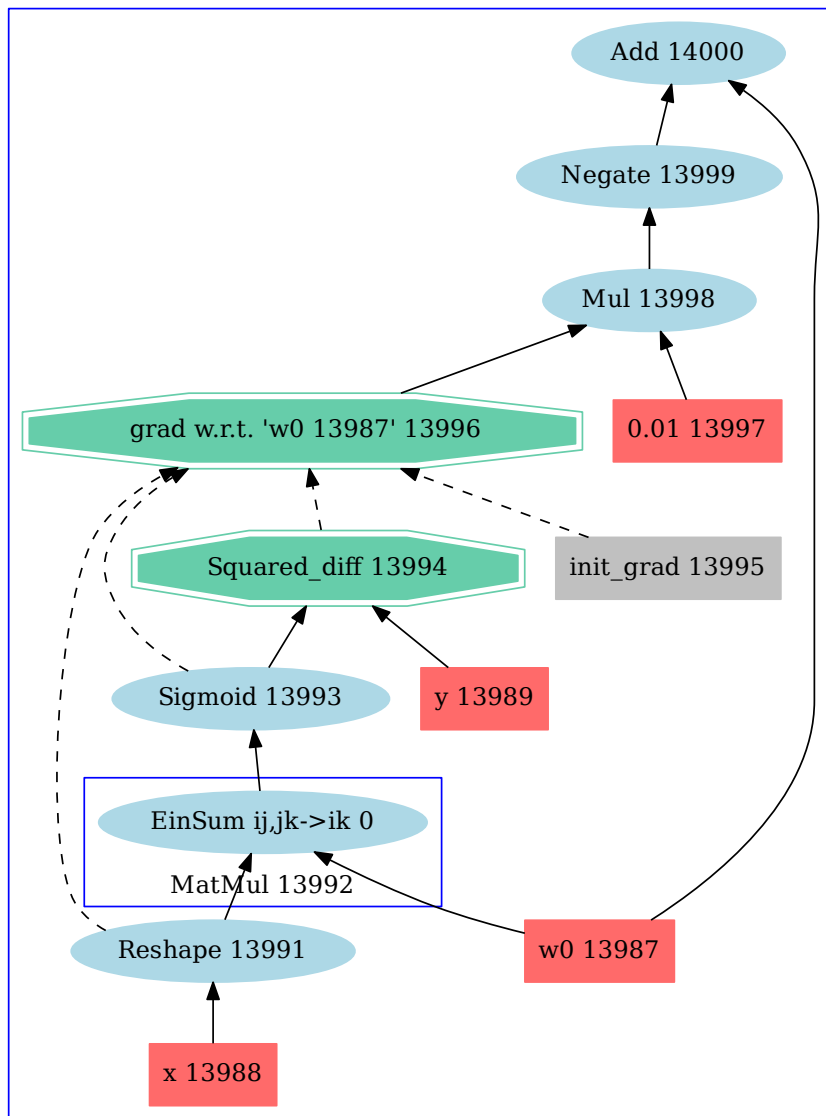 Add 14000
Negate 13999
Mul 13998
grad w.r.t. 'w0 13987' 13996
0.01 13997
Squared_diff 13994
init_grad 13995
Sigmoid 13993
y 13989
EinSum ij,jk->ik 0
MatMul 13992
Reshape 13991
w0 13987
x 13988